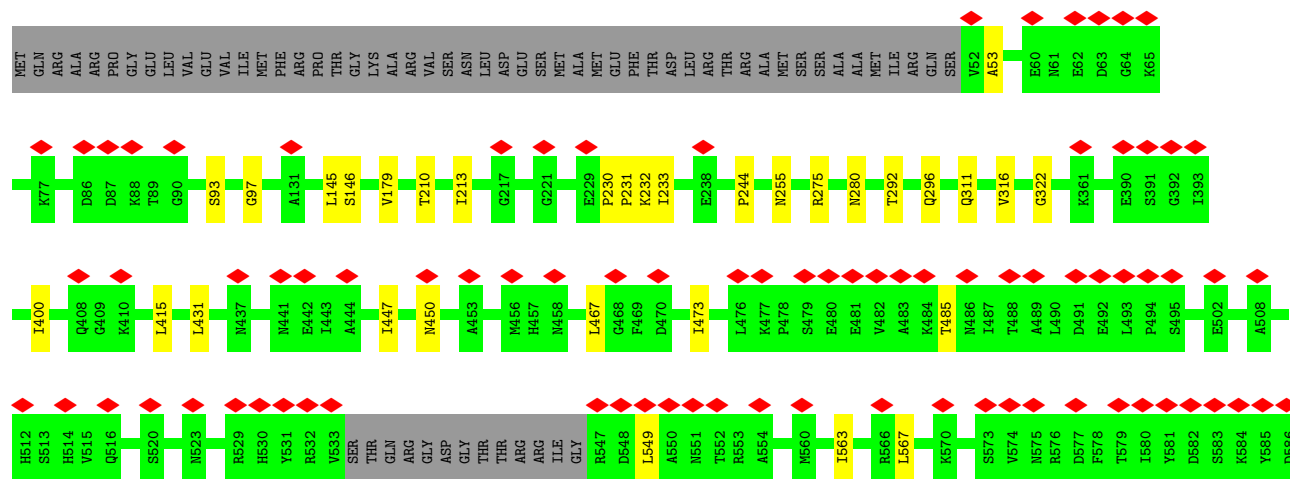 MET GLN ARG ALA ARG PRO GLY GLU LEU VAL GLU VAL ILE MET PHE ARG PRO THR GLY LYS ALA ARG VAL SER ASN LEU ASP GLU SER MET ALA MET GLU PHE THR ASP LEU ARG THR ARG ALA MET SER SER ALA ALA MET ILE ARG GLN SER V52 A53 E60 N61 E62 D63 G64 K65
K77 D86 D87 K88 T89 G90 S93 G97 A131 L145 S146 V179 T210 I213 G217 G221 E229 P230 P231 K232 I233 E238 P244 N255 R275 N280 T292 Q296 Q311 V316 G322 K361 E390 S391 G392 I393
I400 Q408 G409 K410 L415 L431 N437 N441 E442 I443 A444 I447 N450 A453 M456 H457 N458 L467 G468 F469 D470 I473 L476 K477 P478 S479 E480 E481 V482 A483 K484 T485 N486 I487 T488 A489 L490 D491 E492 L493 P494 S495 E502 A508
H512 S513 H514 V515 Q516 S520 N523 R529 H530 Y531 R532 V533 SER THR GLN ARG GLY ASP GLY THR THR ARG ARG ILE GLY R547 D548 L549 A550 N551 T552 R553 A554 M560 I563 R566 L567 K570 S573 V574 N575 R576 D577 F578 T579 I580 Y581 D582 S583 K584 Y585 D586